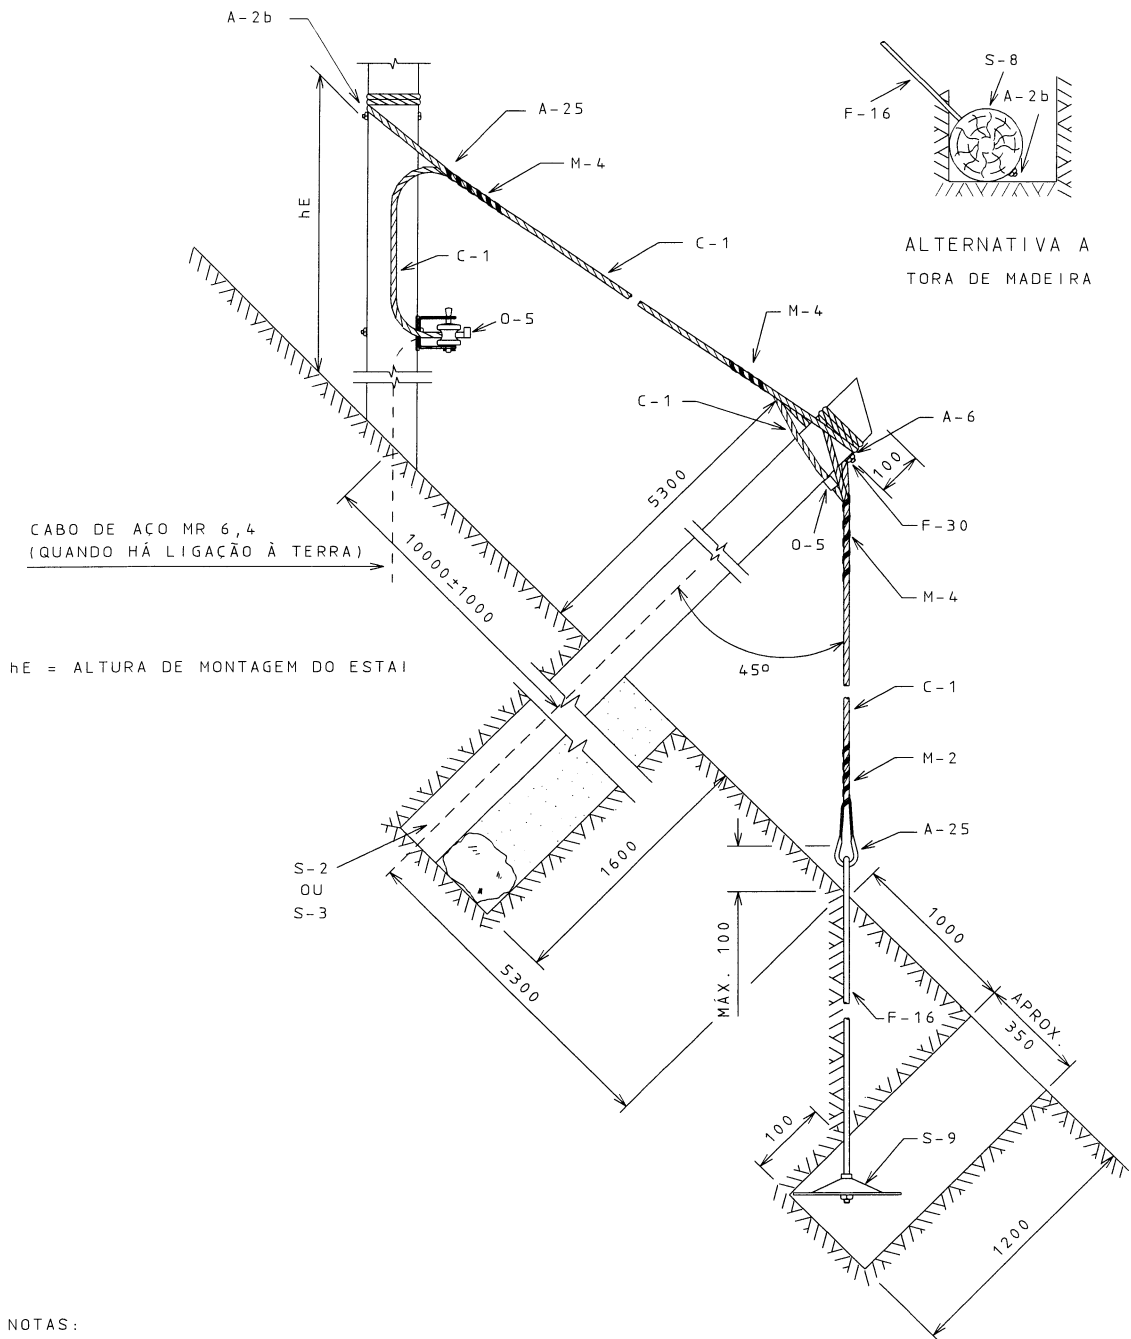 A-2b
S-8
A-2b
F-16
A-25
M-4
hE
C-1
C-1
ALTERNATIVA A
TORA DE MADEIRA
O-5
M-4
C-1
A-6
100
5300
F-30
O-5
CABO DE AÇO MR 6,4
(QUANDO HÁ LIGAÇÃO À TERRA)
10000±1000
M-4
hE = ALTURA DE MONTAGEM DO ESTAI
45º
C-1
M-2
A-25
S-2
OU
S-3
1600
1000
5300
MÁX. 100
F-16
APROX.
350
100
S-9
1200
NOTAS: